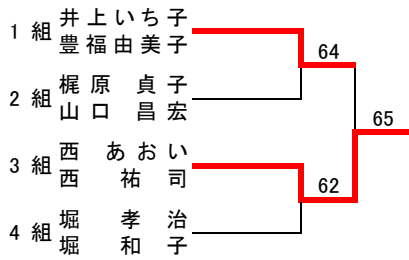 1 組 井上いち子
豊福由美子
64
2 組 梶原 貞子
山口 昌宏
65
3 組 西 あおい
西 祐司
62
4 組 堀 孝治
堀 和子